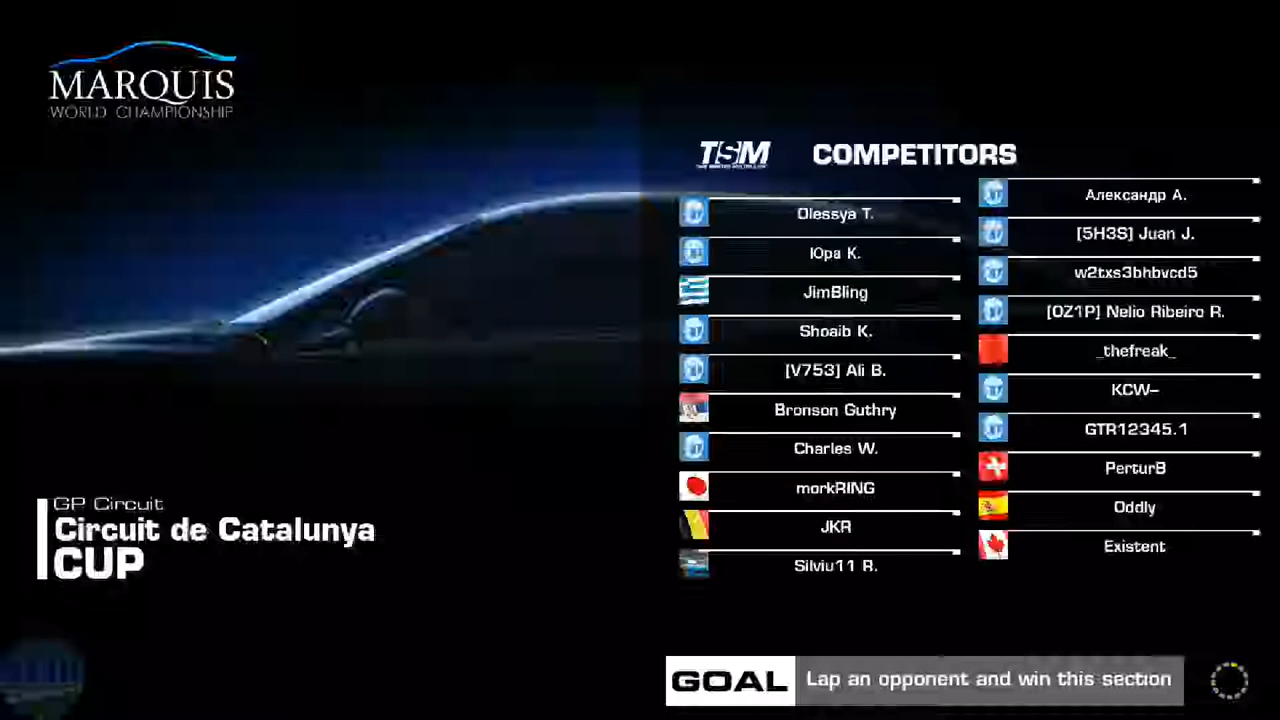 MARQUIS
WORLD CHAMPIONSHIP
TSM
COMPETITORS
Olessya T.
Юра К.
JimBling
Shoaib K.
[V753] Ali B.
Bronson Guthry
Charles W.
morkRING
JKR
Silviu11 R.
Александр А.
[5H3S] Juan J.
w2txs3bhbvcd5
[OZ1P] Nelio Ribeiro R.
_thefreak_
KCW-
GTR12345.1
PerturB
Oddly
Existent
GP Circuit
Circuit de Catalunya
CUP
GOAL
Lap an opponent and win this section